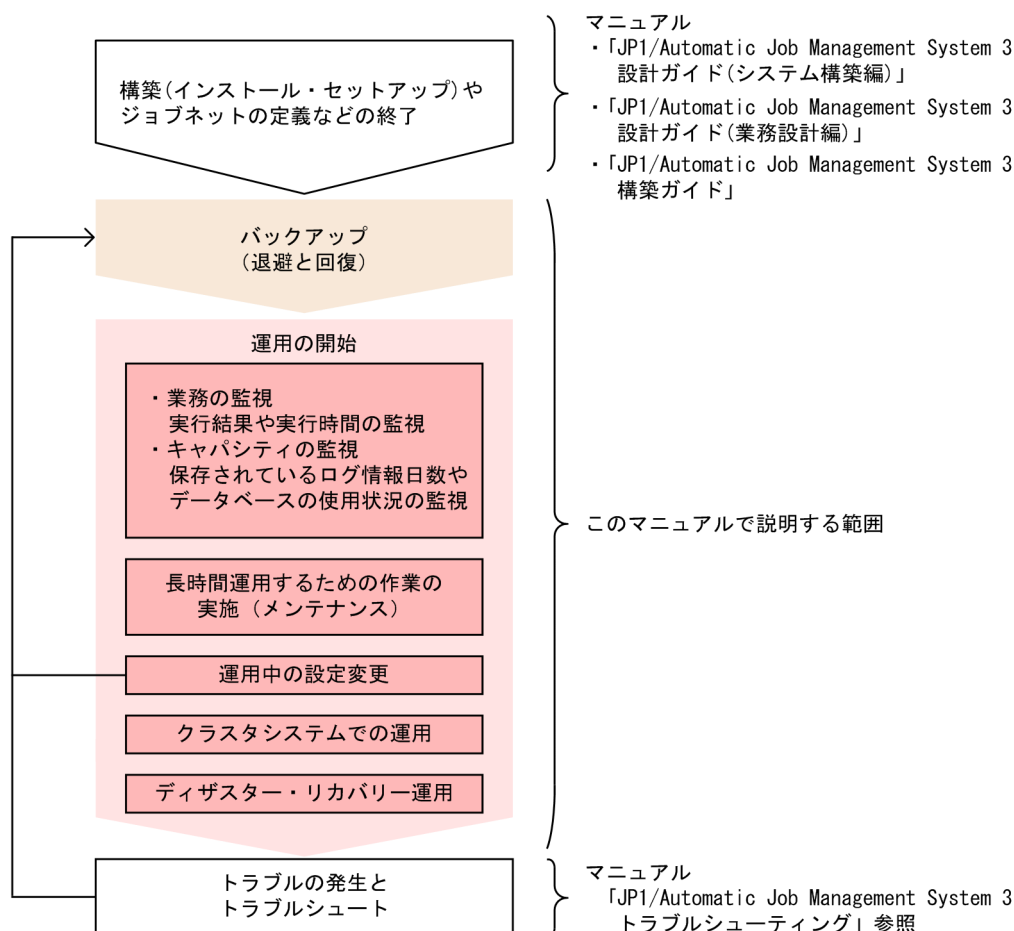 マニュアル
・「JP1/Automatic Job Management System 3
設計ガイド(システム構築編)」
・「JP1/Automatic Job Management System 3
設計ガイド(業務設計編)」
・「JP1/Automatic Job Management System 3
構築ガイド」
構築(インストール・セットアップ)や
ジョブネットの定義などの終了
バックアップ
(退避と回復)
運用の開始
・業務の監視
実行結果や実行時間の監視
・キャパシティの監視
保存されているログ情報日数や
データベースの使用状況の監視
このマニュアルで説明する範囲
長時間運用するための作業の
実施(メンテナンス)
運用中の設定変更
クラスタシステムでの運用
ディザスター・リカバリー運用
トラブルの発生と
トラブルシュート
マニュアル
「JP1/Automatic Job Management System 3
トラブルシューティング」参照